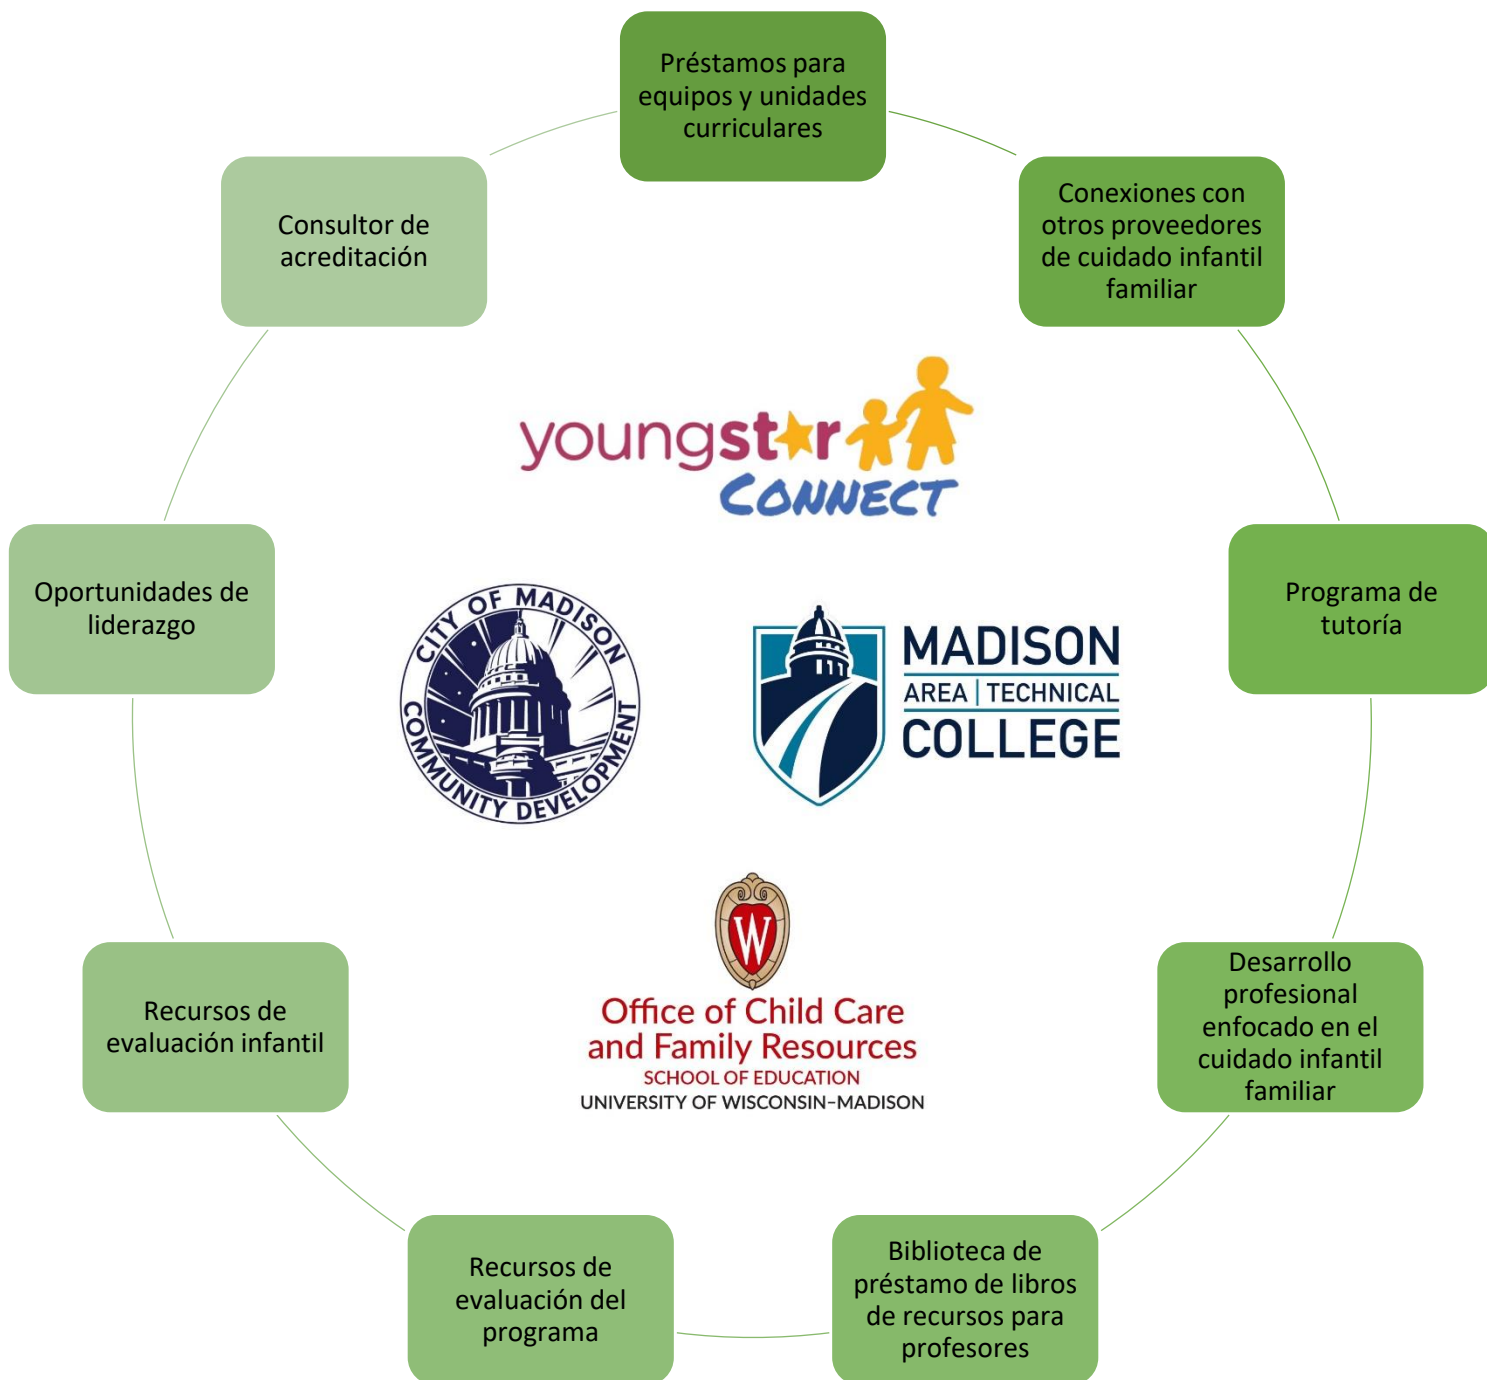 Préstamos para
equipos y unidades
curriculares
Conexiones con
otros proveedores
de cuidado infantil
familiar
Programa de
tutoría
Desarrollo
profesional
enfocado en el
cuidado infantil
familiar
Biblioteca de
préstamo de libros
de recursos para
profesores
Recursos de
evaluación del
programa
Recursos de
evaluación infantil
Oportunidades de
liderazgo
Consultor de
acreditación
youngstar
CONNECT
CITY OF MADISON
COMMUNITY DEVELOPMENT
MADISON
AREA | TECHNICAL
COLLEGE
W
Office of Child Care
and Family Resources
SCHOOL OF EDUCATION
UNIVERSITY OF WISCONSIN–MADISON